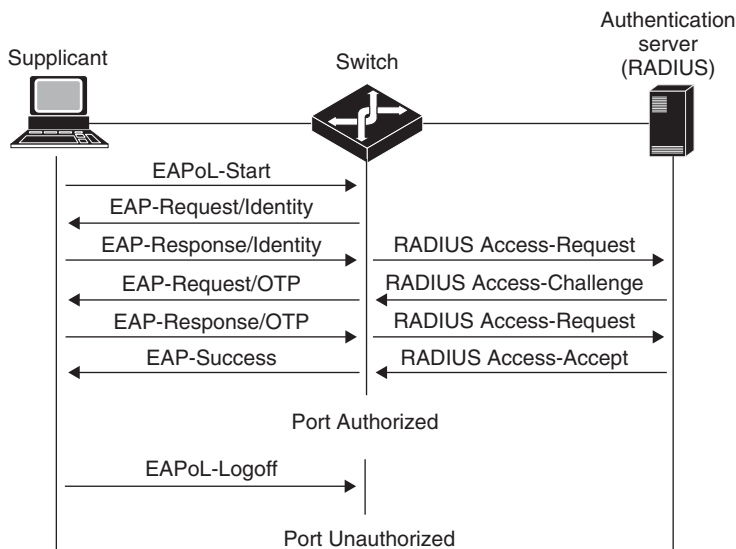 Authentication
server
(RADIUS)
Supplicant
Switch
EAPoL-Start
EAP-Request/Identity
EAP-Response/Identity
RADIUS Access-Request
EAP-Request/OTP
RADIUS Access-Challenge
EAP-Response/OTP
RADIUS Access-Request
EAP-Success
RADIUS Access-Accept
Port Authorized
EAPoL-Logoff
Port Unauthorized